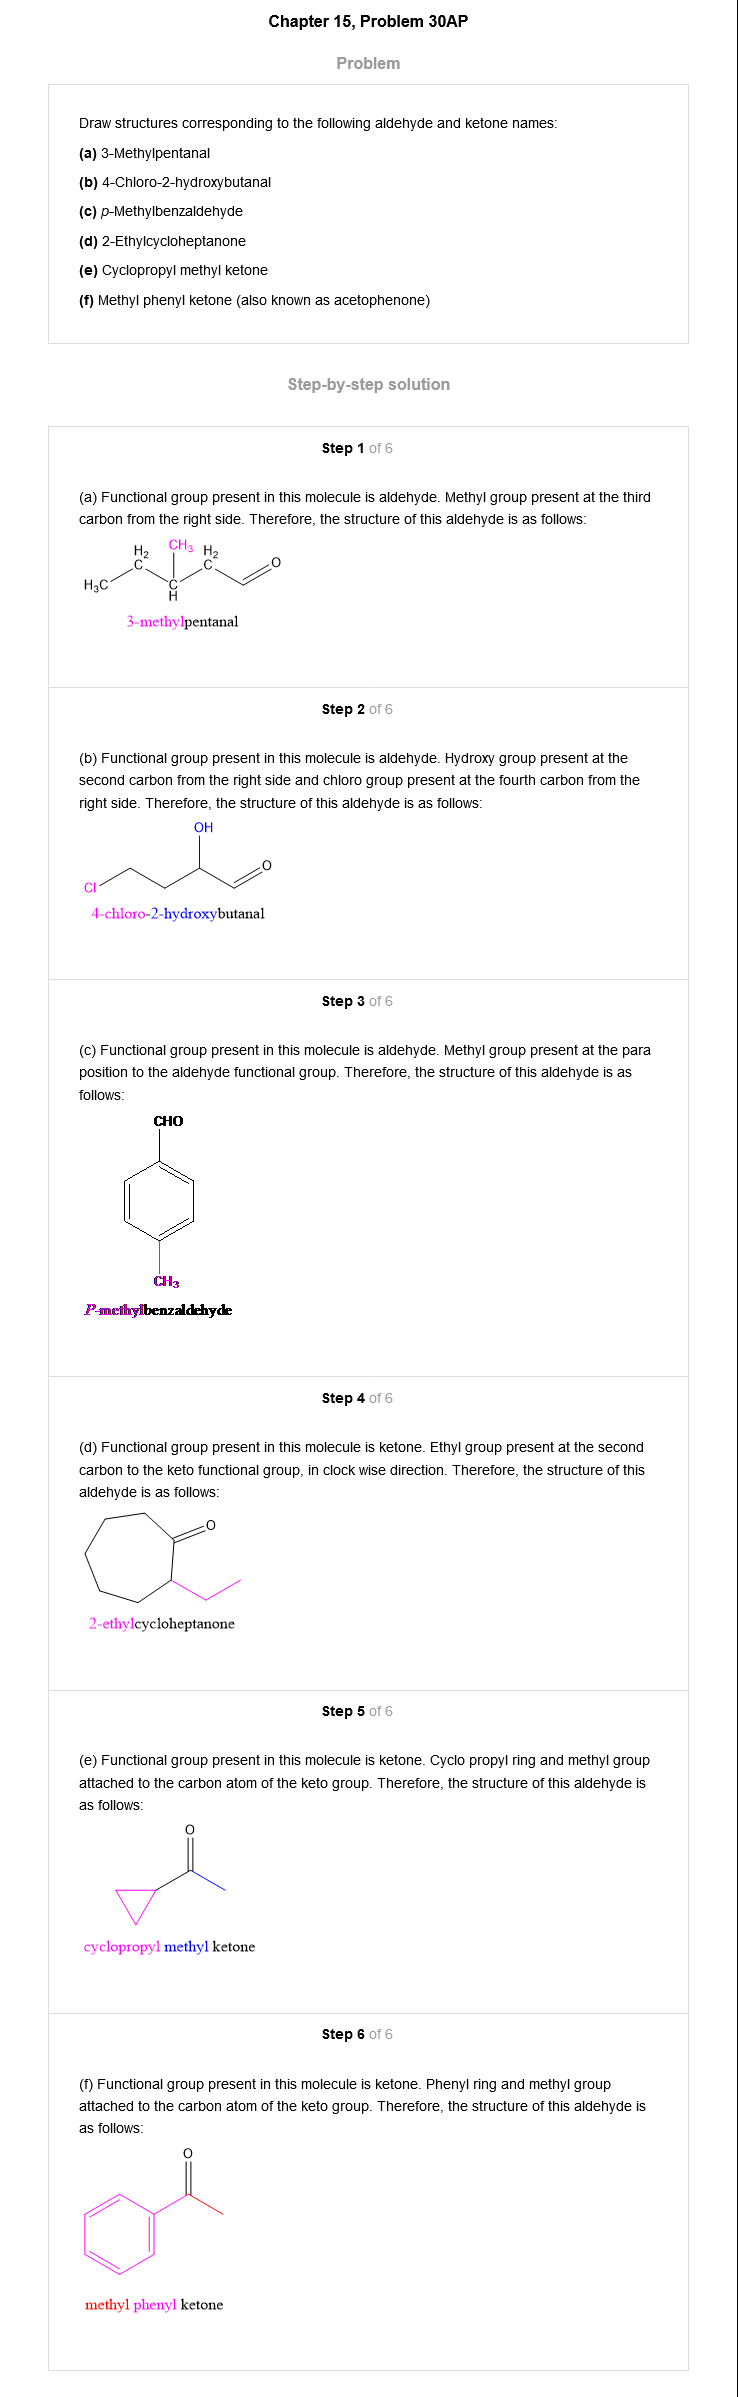 Chapter 15, Problem 30AP
Problem
Draw structures corresponding to the following aldehyde and ketone names:
(a) 3-Methylpentanal
(b) 4-Chloro-2-hydroxybutanal
(c) p-Methylbenzaldehyde
(d) 2-Ethylcycloheptanone
(e) Cyclopropyl methyl ketone
(f) Methyl phenyl ketone (also known as acetophenone)
Step-by-step solution
Step 1 of 6
(a) Functional group present in this molecule is aldehyde. Methyl group present at the third
carbon from the right side. Therefore, the structure of this aldehyde is as follows:
H₂ CH₃ H₂
C C O
H₃C C
H
3-methylpentanal
Step 2 of 6
(b) Functional group present in this molecule is aldehyde. Hydroxy group present at the
second carbon from the right side and chloro group present at the fourth carbon from the
right side. Therefore, the structure of this aldehyde is as follows:
OH
O
Cl
4-chloro-2-hydroxybutanal
Step 3 of 6
(c) Functional group present in this molecule is aldehyde. Methyl group present at the para
position to the aldehyde functional group. Therefore, the structure of this aldehyde is as
follows:
CHO
CH₃
P-methylbenzaldehyde
Step 4 of 6
(d) Functional group present in this molecule is ketone. Ethyl group present at the second
carbon to the keto functional group, in clock wise direction. Therefore, the structure of this
aldehyde is as follows:
O
2-ethylcycloheptanone
Step 5 of 6
(e) Functional group present in this molecule is ketone. Cyclo propyl ring and methyl group
attached to the carbon atom of the keto group. Therefore, the structure of this aldehyde is
as follows:
O
cyclopropyl methyl ketone
Step 6 of 6
(f) Functional group present in this molecule is ketone. Phenyl ring and methyl group
attached to the carbon atom of the keto group. Therefore, the structure of this aldehyde is
as follows:
O
methyl phenyl ketone